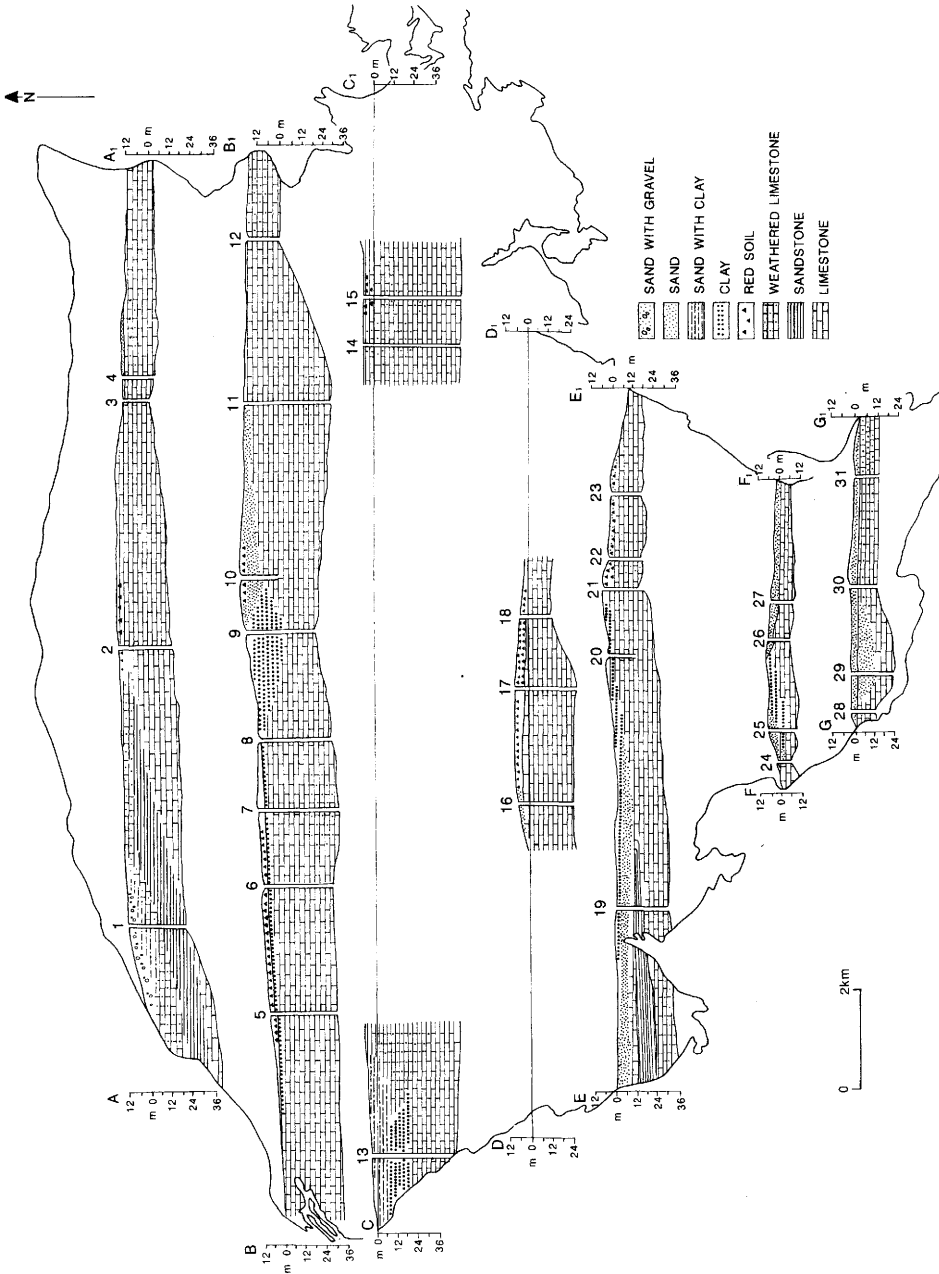 N
A
12
m 0
12
24
36
1
2
3
4
A₁
12
0 m
12
24
36
B
12
m 0
12
24
36
5
6
7
8
9
10
11
12
B₁
12
0 m
12
24
36
C
m 0
12
24
36
13
14
15
C₁
0 m
12
24
36
D
12
m 0
12
24
16
17
18
D₁
12
0 m
12
24
E
12
m 0
12
24
36
19
20
21
22
23
E₁
12
0
12 m
24
36
F
12
m 0
12
24
25
26
27
F₁
12
0 m
12
G
12
m 0
12
24
28
29
30
31
G₁
12
0 m
12
24
SAND WITH GRAVEL
SAND
SAND WITH CLAY
CLAY
RED SOIL
WEATHERED LIMESTONE
SANDSTONE
LIMESTONE
0 2km